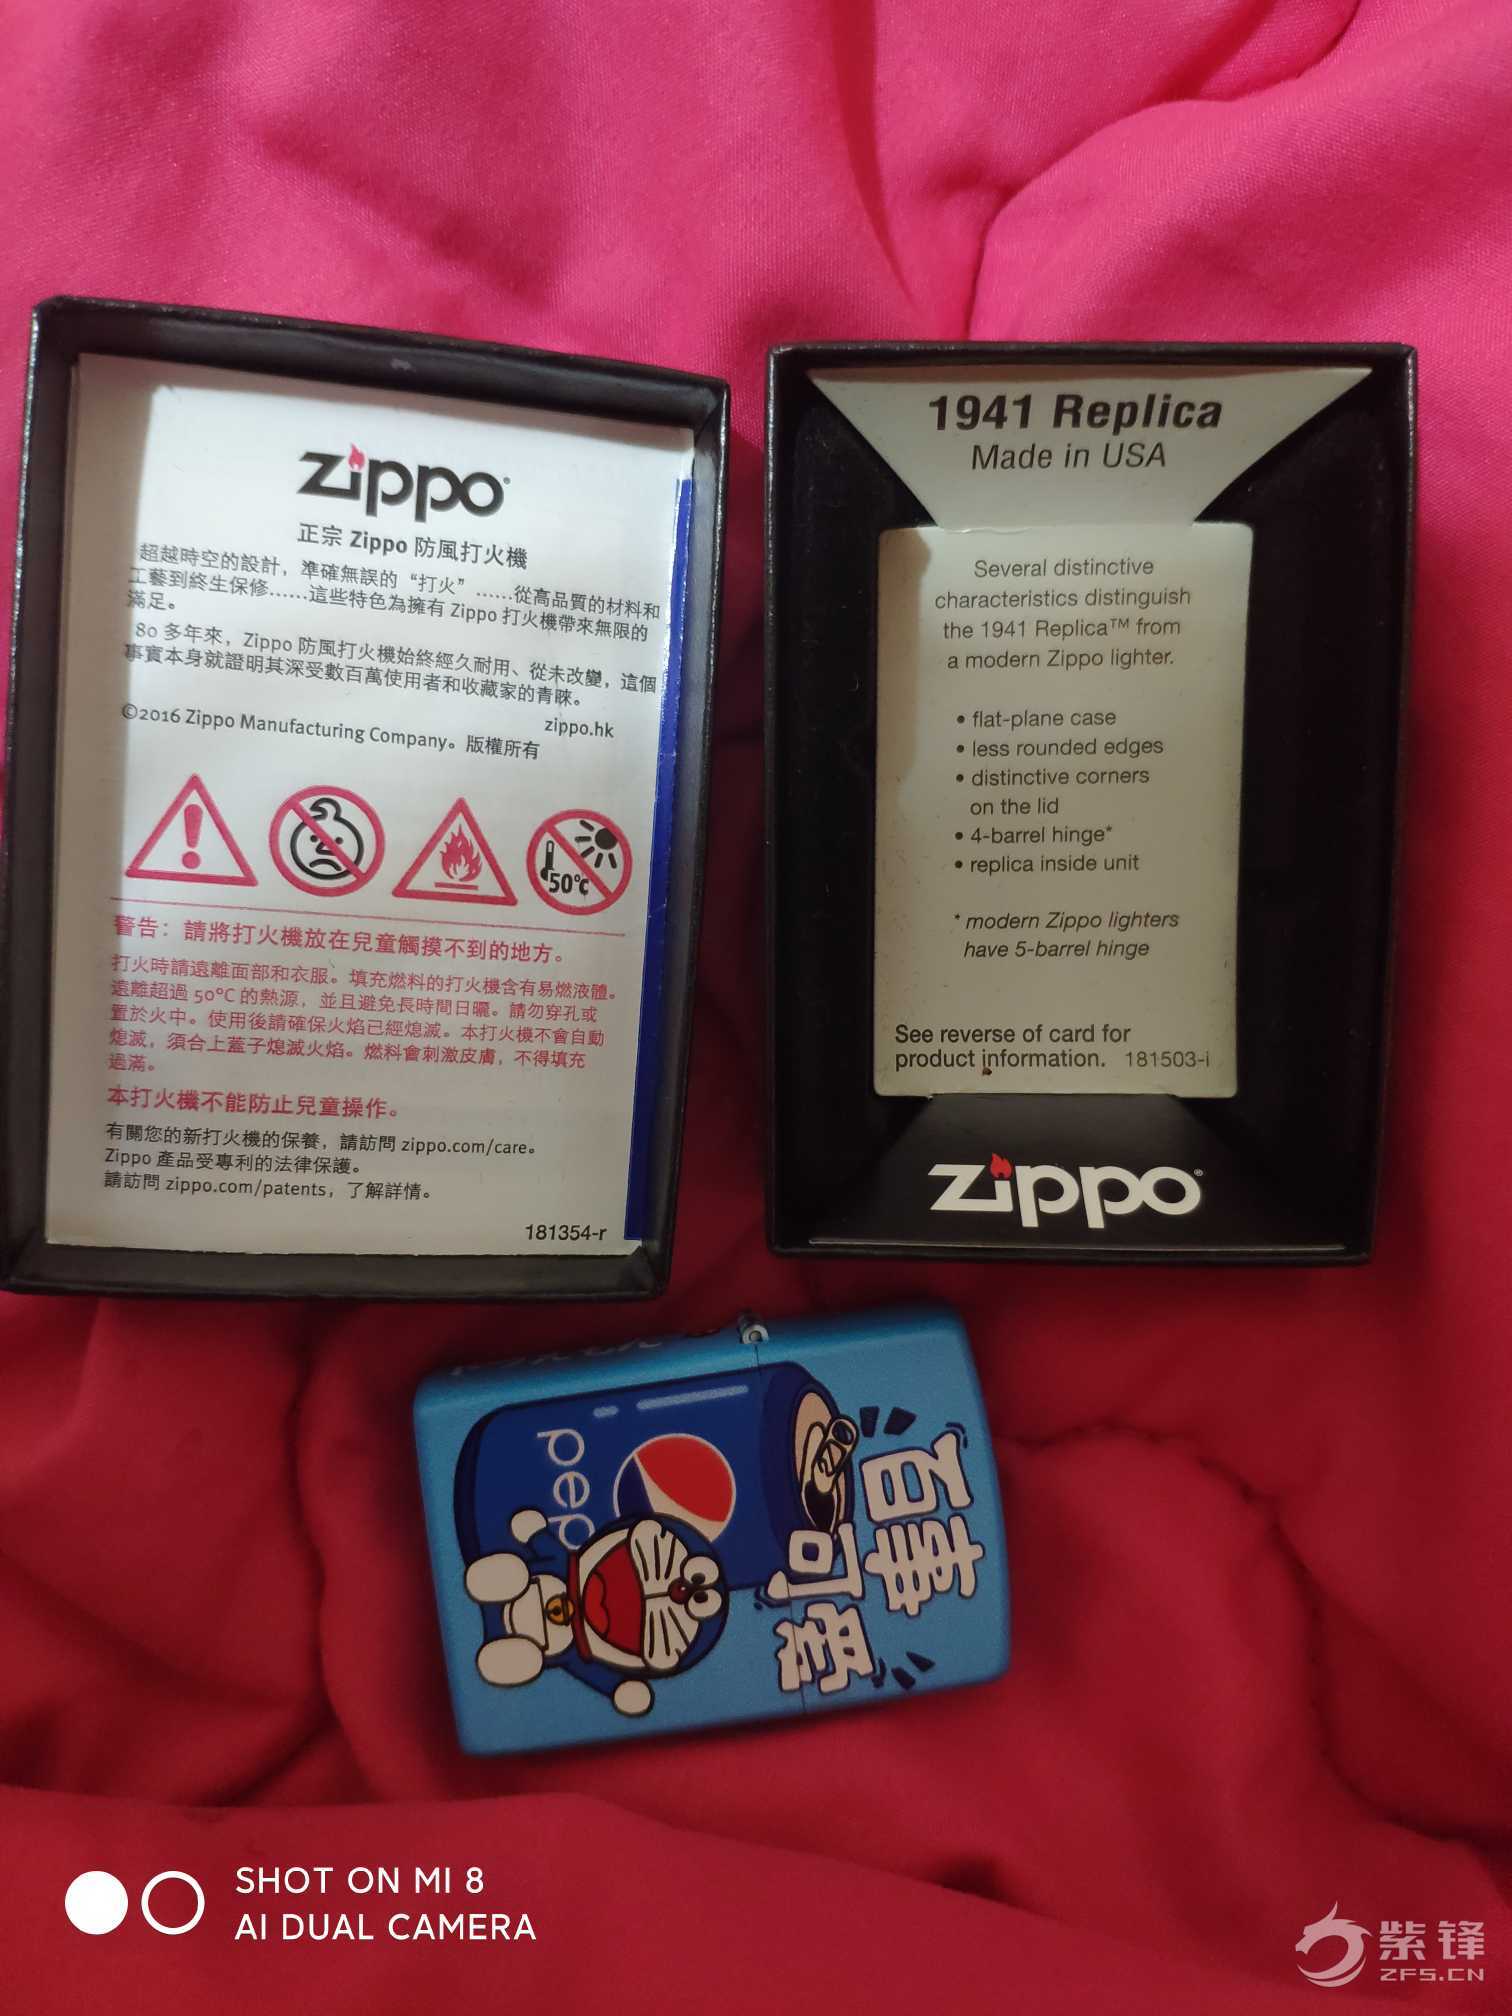 zippo®
正宗 Zippo 防風打火機
超越時空的設計，準確無誤的“打火”……從高品質的材料和
工藝到終生保修……這些特色為擁有 Zippo 打火機帶來無限的
滿足。
80 多年來，Zippo 防風打火機始終經久耐用、從未改變，這個
事實本身就證明其深受數百萬使用者和收藏家的青睞。
©2016 Zippo Manufacturing Company。版權所有
zippo.hk
50°C
警告：請將打火機放在兒童觸摸不到的地方。
打火時請遠離面部和衣服。填充燃料的打火機含有易燃液體。
遠離超過 50°C 的熱源，並且避免長時間日曬。請勿穿孔或
置於火中。使用後請確保火焰已經熄滅。本打火機不會自動
熄滅，須合上蓋子熄滅火焰。燃料會刺激皮膚，不得填充
過滿。
本打火機不能防止兒童操作。
有關您的新打火機的保養，請訪問 zippo.com/care。
Zippo 產品受專利的法律保護。
請訪問 zippo.com/patents，了解詳情。
181354-r
1941 Replica
Made in USA
Several distinctive
characteristics distinguish
the 1941 Replica™ from
a modern Zippo lighter.
• flat-plane case
• less rounded edges
• distinctive corners
on the lid
• 4-barrel hinge*
• replica inside unit
* modern Zippo lighters
have 5-barrel hinge
See reverse of card for
product information. 181503-i
zippo®
百事
可爱
pep
SHOT ON MI 8
AI DUAL CAMERA
紫锋
ZFS.CN